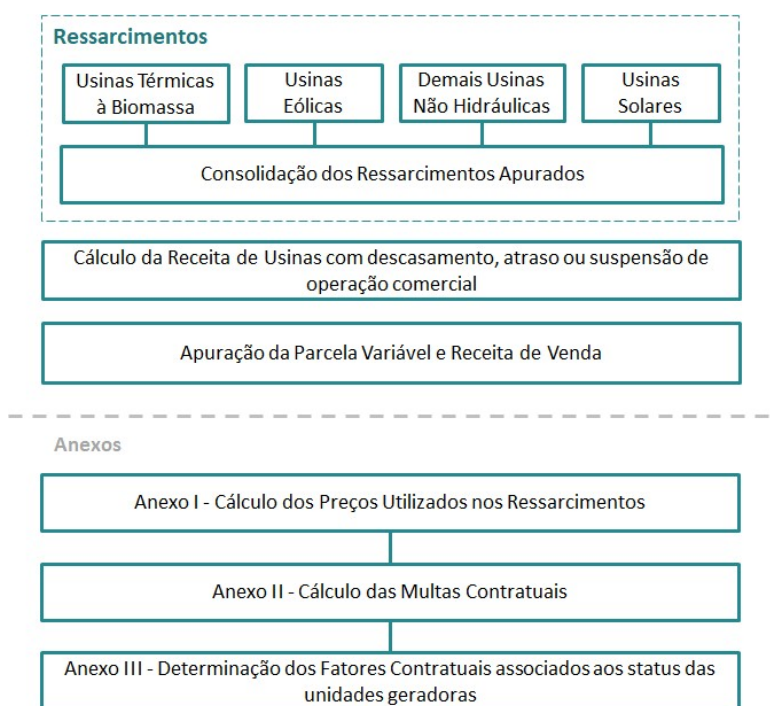 Ressarcimentos
Usinas Térmicas
à Biomassa
Usinas
Eólicas
Demais Usinas
Não Hidráulicas
Usinas
Solares
Consolidação dos Ressarcimentos Apurados
Cálculo da Receita de Usinas com descasamento, atraso ou suspensão de
operação comercial
Apuração da Parcela Variável e Receita de Venda
Anexos
Anexo I - Cálculo dos Preços Utilizados nos Ressarcimentos
Anexo II - Cálculo das Multas Contratuais
Anexo III - Determinação dos Fatores Contratuais associados aos status das
unidades geradoras